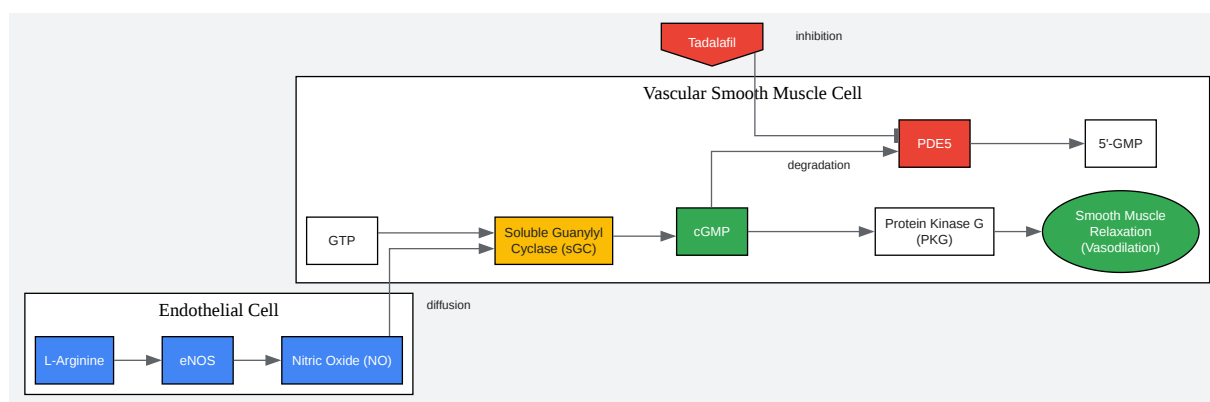 Tadalafil
inhibition
Vascular Smooth Muscle Cell
PDE5
5'-GMP
degradation
GTP
Soluble Guanylyl
Cyclase (sGC)
cGMP
Protein Kinase G
(PKG)
Smooth Muscle
Relaxation
(Vasodilation)
diffusion
Endothelial Cell
L-Arginine
eNOS
Nitric Oxide (NO)